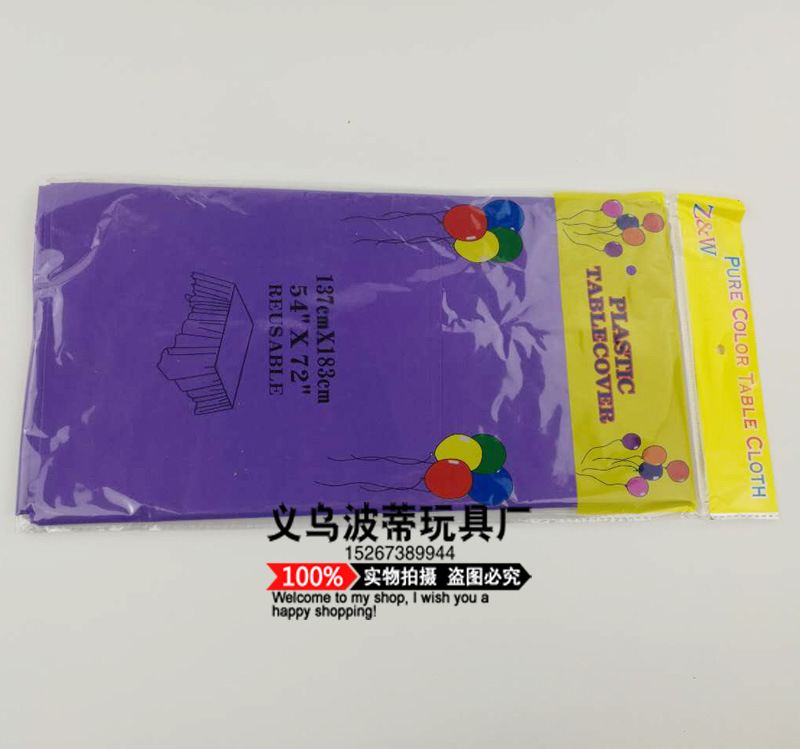 Z&W
PURE COLOR TABLE CLOTH
PLASTIC
TABLECOVER
137cmX183cm
54"X72"
REUSABLE
义乌波蒂玩具厂
15267389944
100% 实物拍摄 盗图必究
Welcome to my shop, I wish you a
happy shopping!